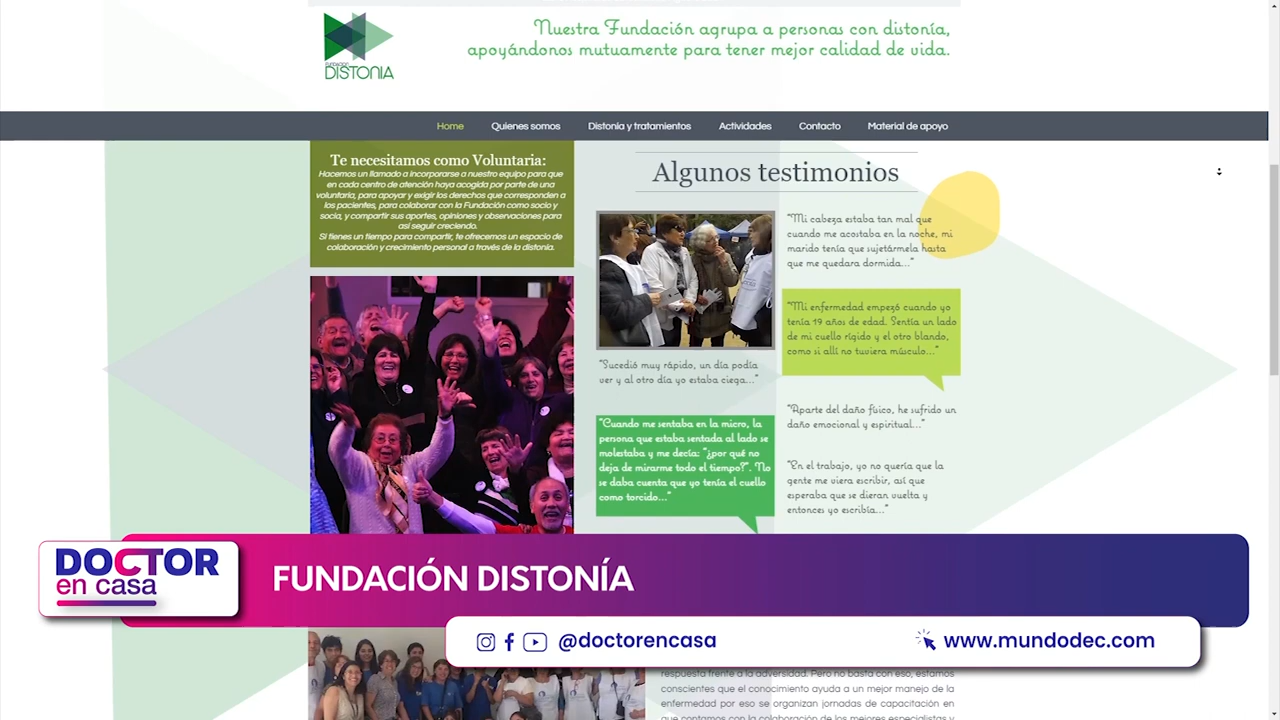 Nuestra Fundación agrupa a personas con distonía,
apoyándonos mutuamente para tener mejor calidad de vida.
FUNDACIÓN
DISTONIA
Home Quienes somos Distonía y tratamientos Actividades Contacto Material de apoyo
Te necesitamos como Voluntaria:
Hacemos un llamado a incorporarse a nuestro equipo para que
en cada centro de atención haya acogida por parte de una
voluntaria, para apoyar y exigir los derechos que corresponden a
los pacientes, para colaborar con la Fundación como socio y
socia, y compartir sus aportes, opiniones y observaciones para
así seguir creciendo.
Si tienes un tiempo para compartir, te ofrecemos un espacio de
colaboración y crecimiento personal a través de la distonía.
Algunos testimonios
"Sucedió muy rápido, un día podía
ver y al otro día yo estaba ciega..."
"Cuando me sentaba en la micro, la
persona que estaba sentada al lado se
molestaba y me decía: "¿por qué no
deja de mirarme todo el tiempo?". No
se daba cuenta que yo tenía el cuello
como torcido..."
"Mi cabeza estaba tan mal que
cuando me acostaba en la noche, mi
marido tenía que sujetármela hasta
que me quedara dormida..."
"Mi enfermedad empezó cuando yo
tenía 19 años de edad. Sentía un lado
de mi cuello rígido y el otro blando,
como si allí no tuviera músculo..."
"Aparte del daño físico, he sufrido un
daño emocional y espiritual..."
"En el trabajo, yo no quería que la
gente me viera escribir, así que
esperaba que se dieran vuelta y
entonces yo escribía..."
DOCTOR
en casa
FUNDACIÓN DISTONÍA
@doctorencasa
www.mundodec.com
respuesta frente a la adversidad. Pero no basta con eso, estamos
conscientes que el conocimiento ayuda a un mejor manejo de la
enfermedad por eso se organizan jornadas de capacitación en
que contamos con la colaboración de los mejores especialistas y